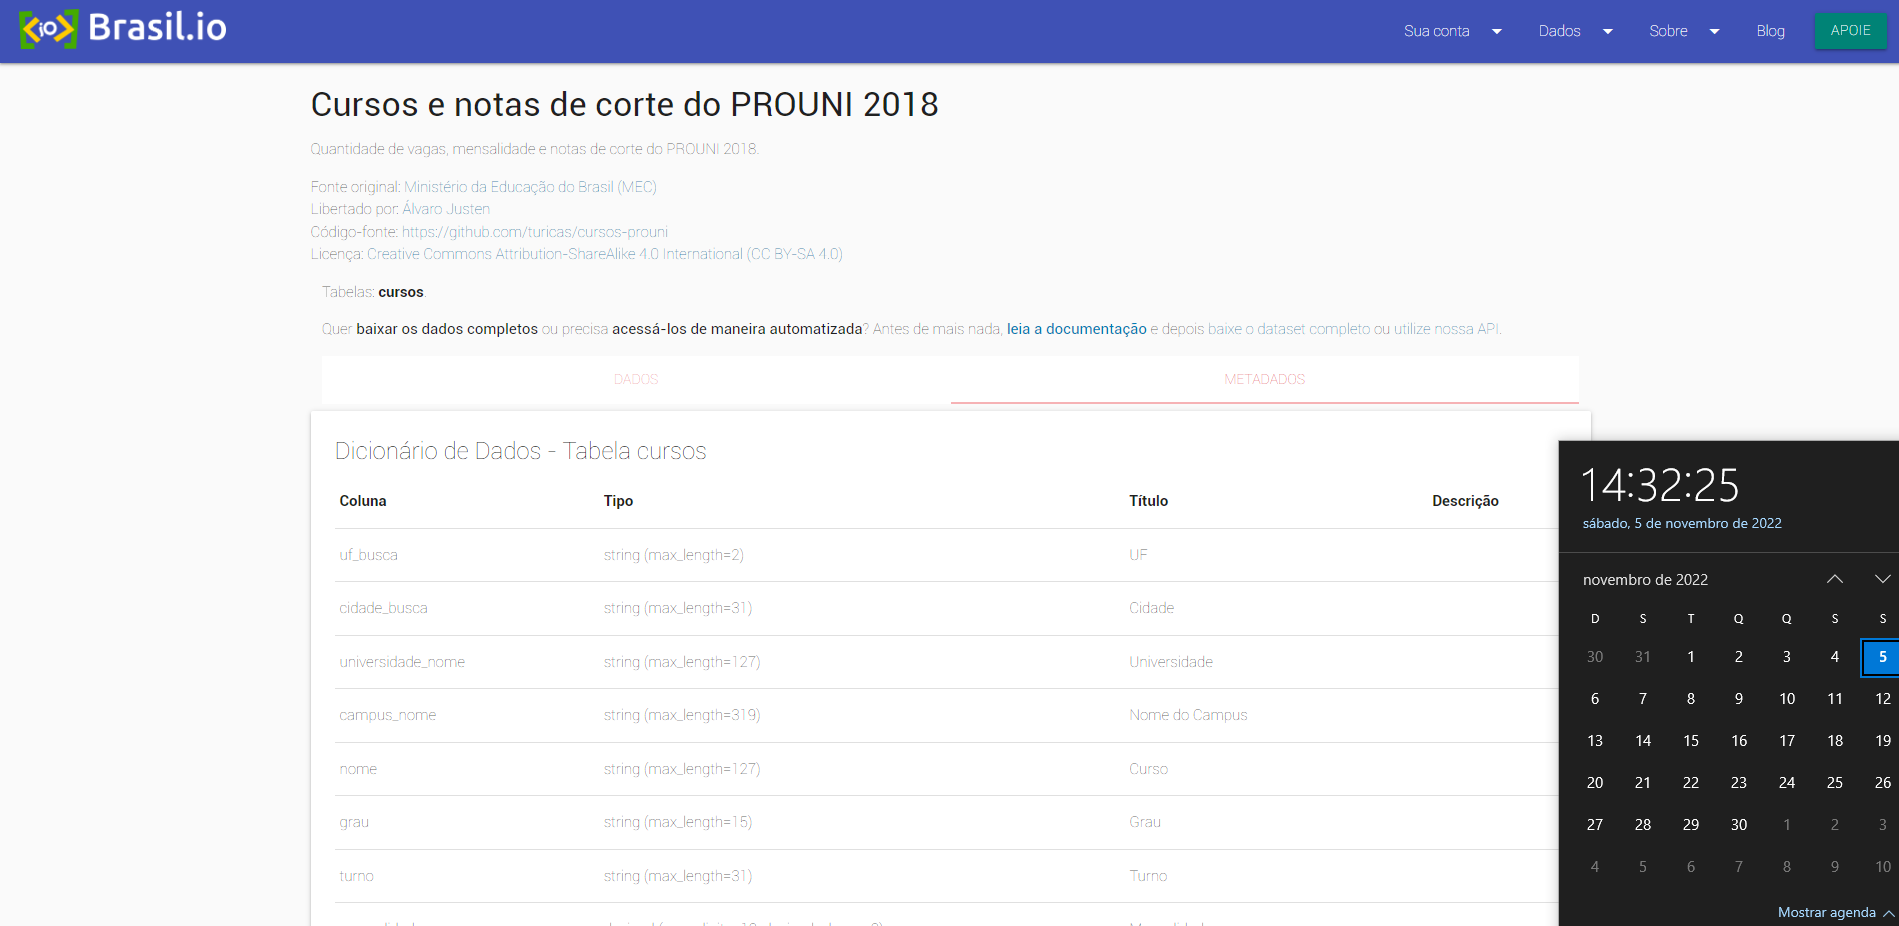 <io> Brasil.io
Sua conta Dados Sobre Blog APOIE
Cursos e notas de corte do PROUNI 2018
Quantidade de vagas, mensalidade e notas de corte do PROUNI 2018.
Fonte original: Ministério da Educação do Brasil (MEC)
Libertado por: Álvaro Justen
Código-fonte: https://github.com/turicas/cursos-prouni
Licença: Creative Commons Attribution-ShareAlike 4.0 International (CC BY-SA 4.0)
Tabelas: cursos.
Quer baixar os dados completos ou precisa acessá-los de maneira automatizada? Antes de mais nada, leia a documentação e depois baixe o dataset completo ou utilize nossa API.
DADOS METADADOS
Dicionário de Dados - Tabela cursos
Coluna Tipo Título Descrição
uf_busca string (max_length=2) UF
cidade_busca string (max_length=31) Cidade
universidade_nome string (max_length=127) Universidade
campus_nome string (max_length=319) Nome do Campus
nome string (max_length=127) Curso
grau string (max_length=15) Grau
turno string (max_length=31) Turno
14:32:25
sábado, 5 de novembro de 2022
novembro de 2022
D S T Q Q S S
30 31 1 2 3 4 5
6 7 8 9 10 11 12
13 14 15 16 17 18 19
20 21 22 23 24 25 26
27 28 29 30 1 2 3
4 5 6 7 8 9 10
Mostrar agenda